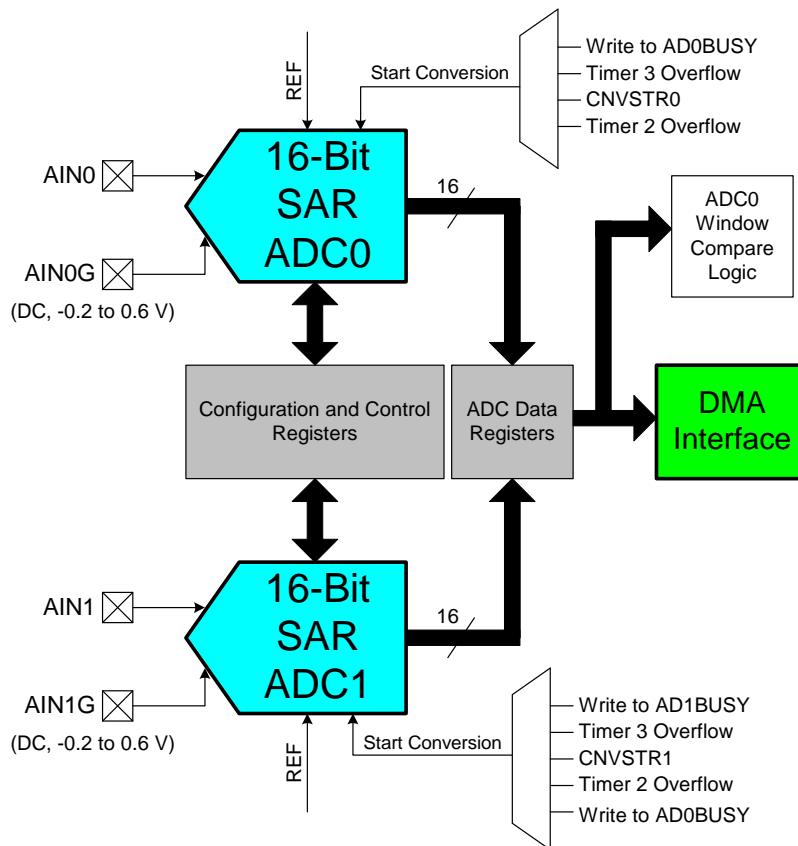 Write to AD0BUSY
Timer 3 Overflow
CNVSTR0
Timer 2 Overflow
Start Conversion
REF
AIN0
AIN0G
(DC, -0.2 to 0.6 V)
16-Bit
SAR
ADC0
16
ADC0
Window
Compare
Logic
Configuration and Control
Registers
ADC Data
Registers
DMA
Interface
AIN1
AIN1G
(DC, -0.2 to 0.6 V)
16-Bit
SAR
ADC1
16
REF
Start Conversion
Write to AD1BUSY
Timer 3 Overflow
CNVSTR1
Timer 2 Overflow
Write to AD0BUSY